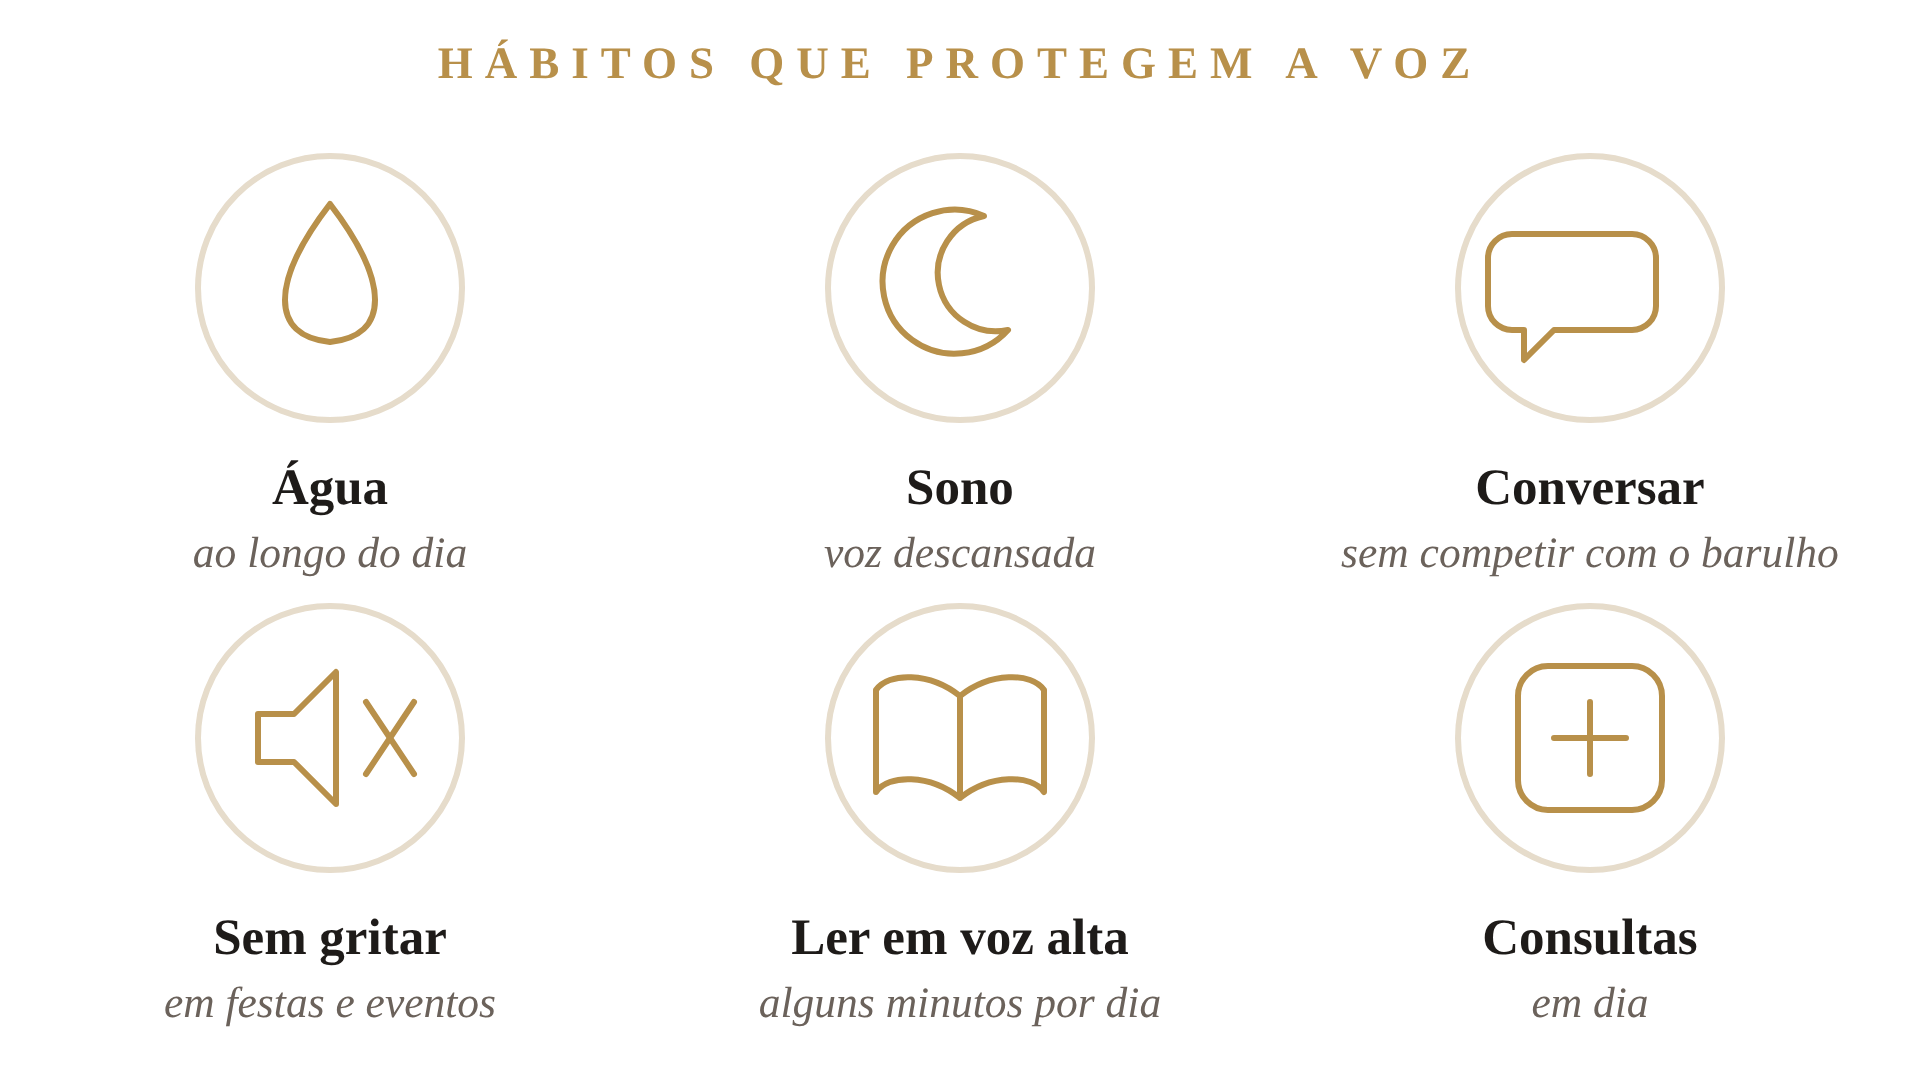 HÁBITOS QUE PROTEGEM A VOZ
Água
ao longo do dia
Sono
voz descansada
Conversar
sem competir com o barulho
Sem gritar
em festas e eventos
Ler em voz alta
alguns minutos por dia
Consultas
em dia